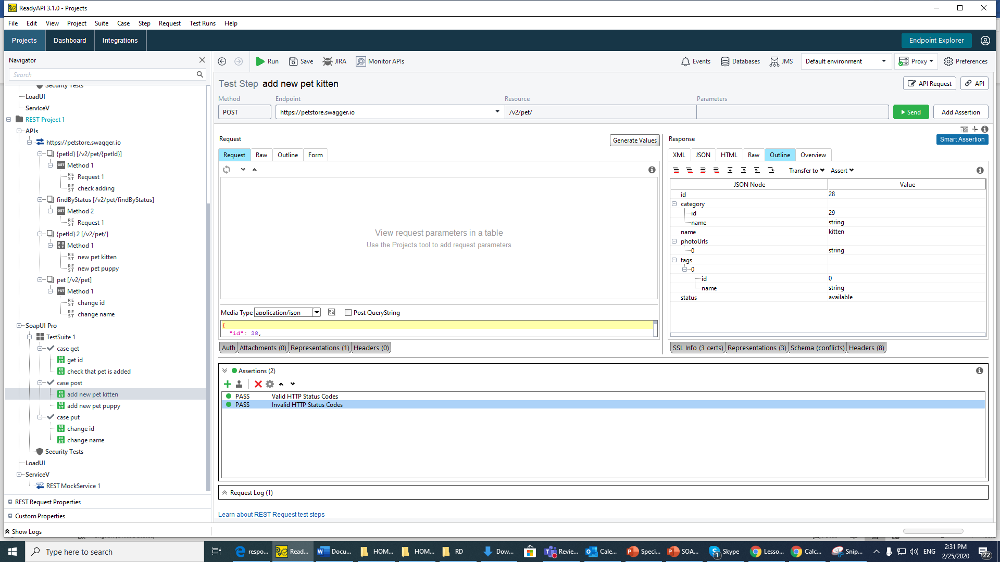 ReadyAPI 3.1.0 - Projects
File Edit View Project Suite Case Step Request Test Runs Help
Projects Dashboard Integrations Endpoint Explorer
Navigator
Search
Run Save JIRA Monitor APIs Events Databases JMS Default environment Proxy Preferences
Security Tests
LoadUI
ServiceV
REST Project 1
APIs
https://petstore.swagger.io
{petId} [/v2/pet/{petId}]
GET Method 1
REST Request 1
REST check adding
findByStatus [/v2/pet/findByStatus]
GET Method 2
REST Request 1
{petId} 2 [/v2/pet/]
POST Method 1
REST new pet kitten
REST new pet puppy
pet [/v2/pet]
PUT Method 1
REST change id
REST change name
SoapUI Pro
TestSuite 1
case get
REST get id
REST check that pet is added
case post
REST add new pet kitten
REST add new pet puppy
case put
REST change id
REST change name
Security Tests
LoadUI
ServiceV
REST MockService 1
REST Request Properties
Custom Properties
Show Logs
Test Step add new pet kitten
API Request API
Method Endpoint Resource Parameters
POST https://petstore.swagger.io /v2/pet/ Send Add Assertion
Request Generate Values
Request Raw Outline Form
View request parameters in a table
Use the Projects tool to add request parameters
Media Type application/json Post QueryString
{
"id": 28,
Auth Attachments (0) Representations (1) Headers (0)
Response Smart Assertion
XML JSON HTML Raw Outline Overview
Transfer to Assert
JSON Node Value
id 28
category
id 29
name string
name kitten
photoUrls
0 string
tags
0
id 0
name string
status available
SSL Info (3 certs) Representations (3) Schema (conflicts) Headers (8)
Assertions (2)
PASS Valid HTTP Status Codes
PASS Invalid HTTP Status Codes
Request Log (1)
Learn about REST Request test steps
Type here to search respo... Read... Docu... HOM... HOM... RD Dow... Revie... Cale... Speci... SOA... Skype Lesso... Calc... Snip... ENG 2:31 PM
2/25/2020
22